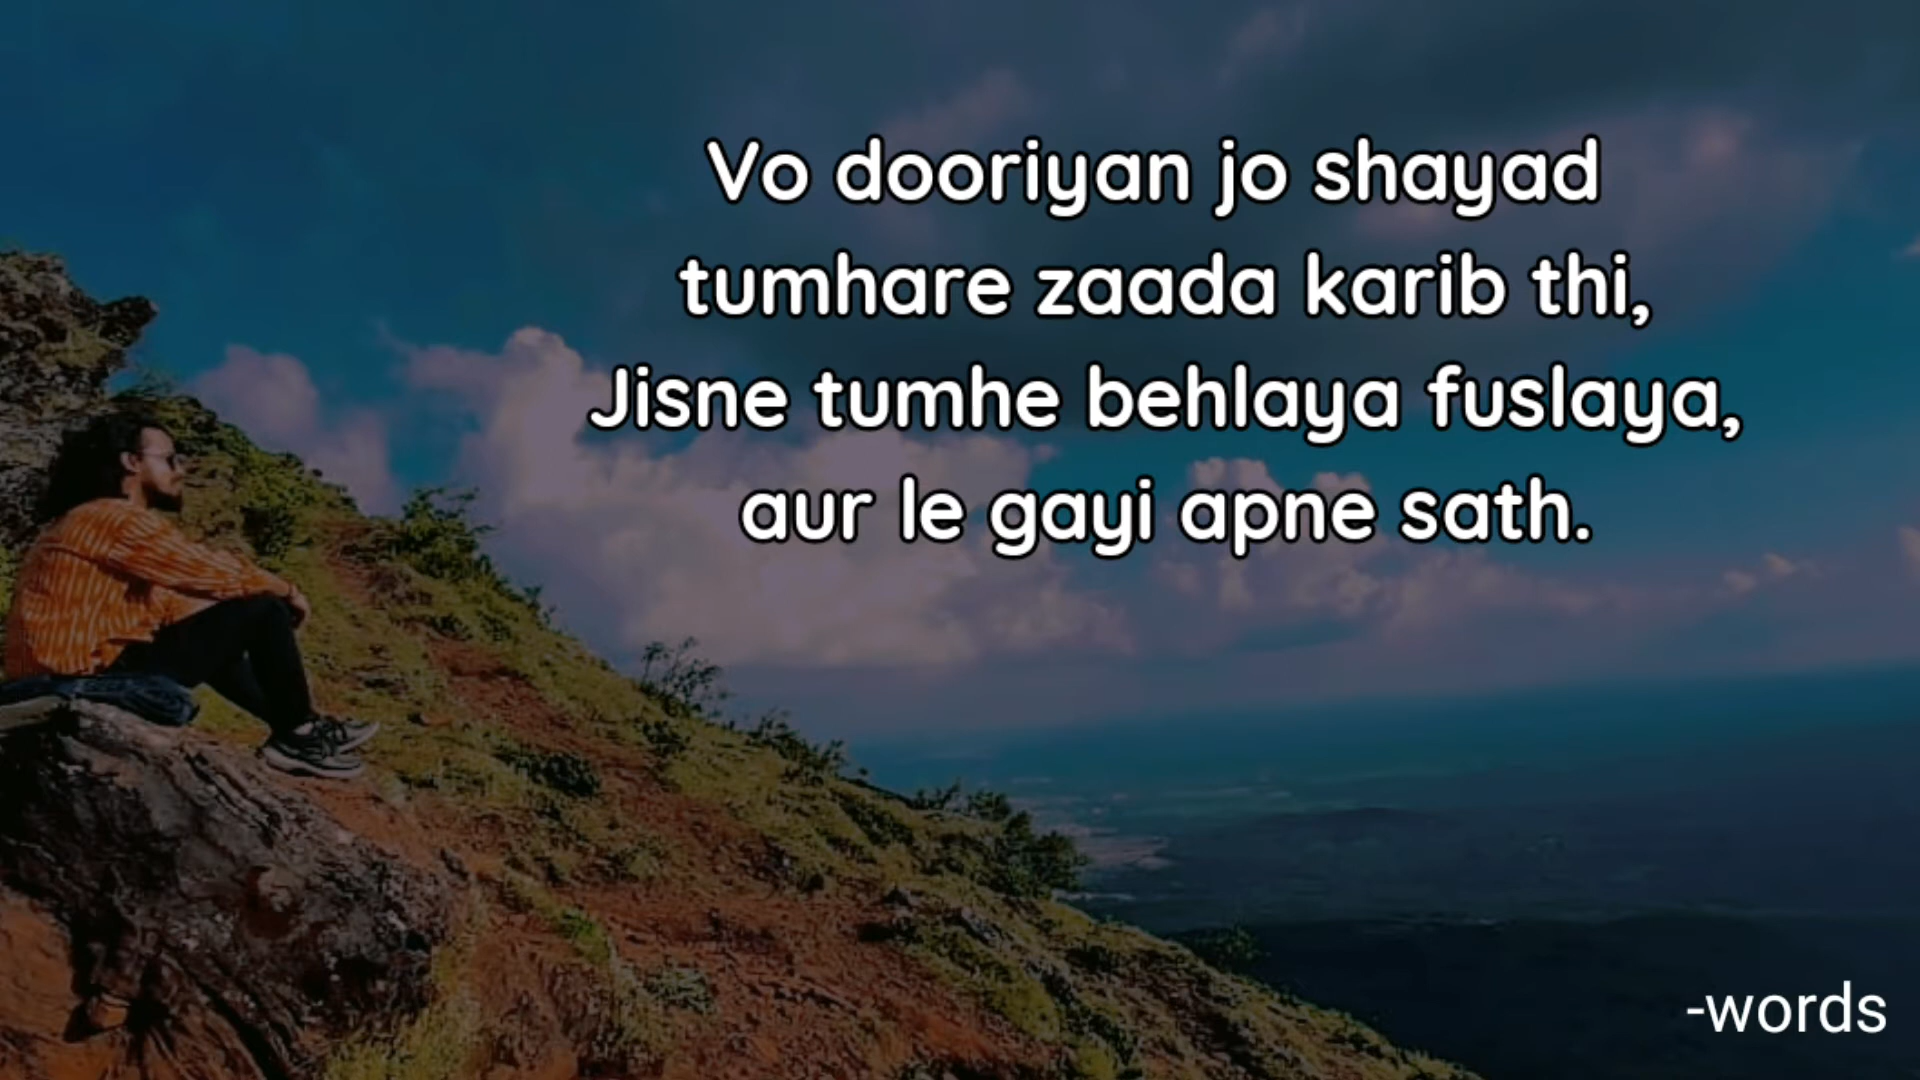 Vo dooriyan jo shayad
tumhare zaada karib thi,
Jisne tumhe behlaya fuslaya,
aur le gayi apne sath.
-words